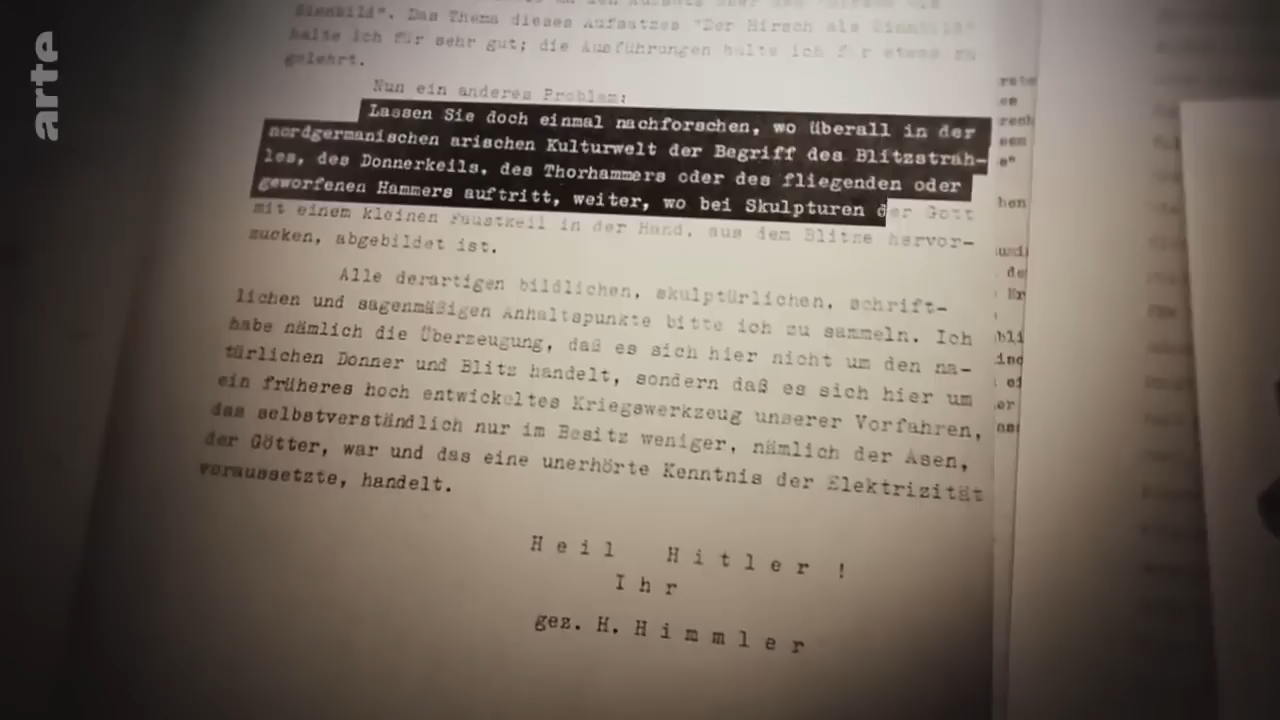 arte
Sinnbild". Das Thema dieses Aufsatzes "Der Hirsch als Sinnbild"
halte ich für sehr gut; die Ausführungen halte ich für etwas zu
gelehrt.
Nun ein anderes Problem:
Lassen Sie doch einmal nachforschen, wo überall in der
nordgermanischen arischen Kulturwelt der Begriff des Blitzstrah-
les, des Donnerkeils, des Thorhammers oder des fliegenden oder
geworfenen Hammers auftritt, weiter, wo bei Skulpturen der Gott
mit einem kleinen Faustkeil in der Hand, aus dem Blitze hervor-
zucken, abgebildet ist.
Alle derartigen bildlichen, skulptürlichen, schrift-
lichen und sagenmäßigen Anhaltspunkte bitte ich zu sammeln. Ich
habe nämlich die Überzeugung, daß es sich hier nicht um den na-
türlichen Donner und Blitz handelt, sondern daß es sich hier um
ein früheres hoch entwickeltes Kriegswerkzeug unserer Vorfahren,
das selbstverständlich nur im Besitz weniger, nämlich der Asen,
der Götter, war und das eine unerhörte Kenntnis der Elektrizität
voraussetzte, handelt.
Heil Hitler !
Ihr
gez. H. Himmler